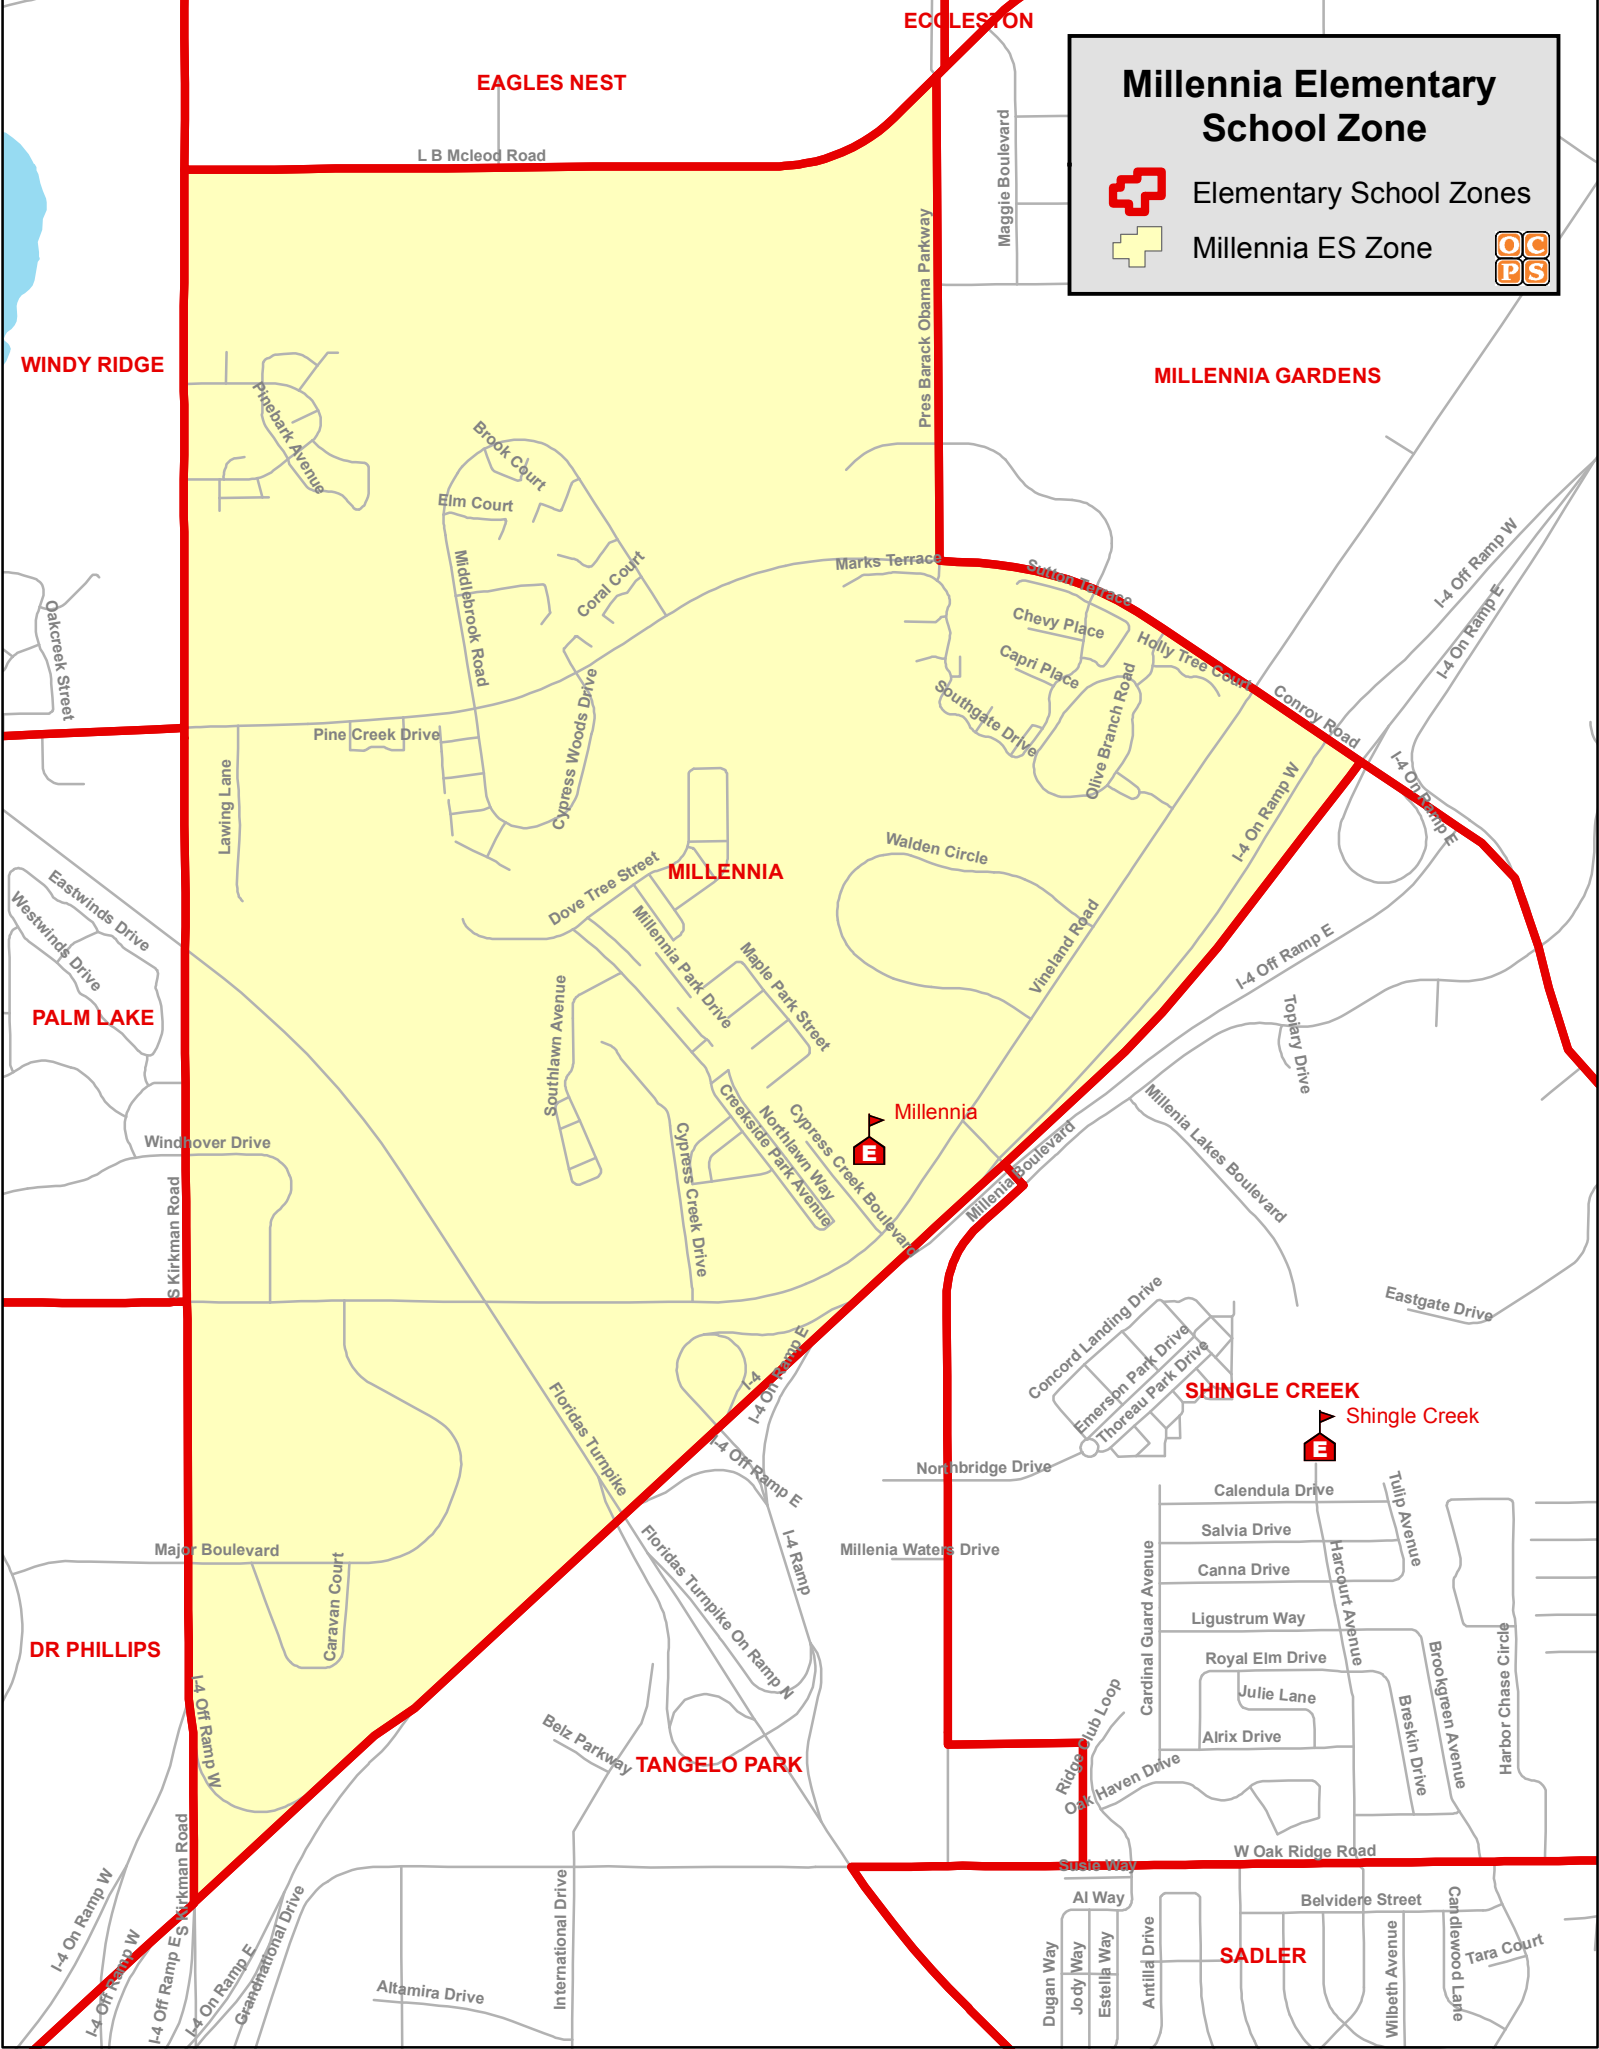 ECCLESTON
EAGLES NEST
Millennia Elementary
School Zone
Elementary School Zones
Millennia ES Zone
O C
P S
L B Mcleod Road
Maggie Boulevard
Pres Barack Obama Parkway
WINDY RIDGE
MILLENNIA GARDENS
Pinebark Avenue
Brook Court
Elm Court
Middlebrook Road
Coral Court
Marks Terrace
Sutton Terrace
Chevy Place
Capri Place
Holly Tree Court
Southgate Drive
Olive Branch Road
Conroy Road
I-4 Off Ramp W
I-4 On Ramp E
I-4 On Ramp E
I-4 On Ramp W
Oakcreek Street
Pine Creek Drive
Cypress Woods Drive
Lawing Lane
Walden Circle
MILLENNIA
Dove Tree Street
Eastwinds Drive
Westwinds Drive
Millennia Park Drive
Maple Park Street
Vineland Road
I-4 Off Ramp E
Topiary Drive
PALM LAKE
Southlawn Avenue
Millennia
E
Creekside Park Avenue
Northlawn Way
Cypress Creek Boulevard
Cypress Creek Drive
Millenia Boulevard
Millenia Lakes Boulevard
Windhover Drive
S Kirkman Road
Eastgate Drive
Concord Landing Drive
Emerson Park Drive
Thoreau Park Drive
I-4
I-4 On Ramp E
SHINGLE CREEK
Shingle Creek
E
Floridas Turnpike
I-4 Off Ramp E
Northbridge Drive
Calendula Drive
Tulip Avenue
Salvia Drive
Canna Drive
Harcourt Avenue
Cardinal Guard Avenue
Ligustrum Way
Royal Elm Drive
Julie Lane
Alrix Drive
Breskin Drive
Brookgreen Avenue
Harbor Chase Circle
Millenia Waters Drive
I-4 Ramp
Floridas Turnpike On Ramp N
Major Boulevard
Caravan Court
DR PHILLIPS
I-4 Off Ramp W
Belz Parkway
TANGELO PARK
Ridge Club Loop
Oak Haven Drive
W Oak Ridge Road
Susie Way
Al Way
Belvidere Street
SADLER
Dugan Way
Jody Way
Estella Way
Antilla Drive
Wilbeth Avenue
Candlewood Lane
Tara Court
S Kirkman Road
I-4 On Ramp W
I-4 Off Ramp W
I-4 Off Ramp E
I-4 On Ramp E
Grandnational Drive
Altamira Drive
International Drive